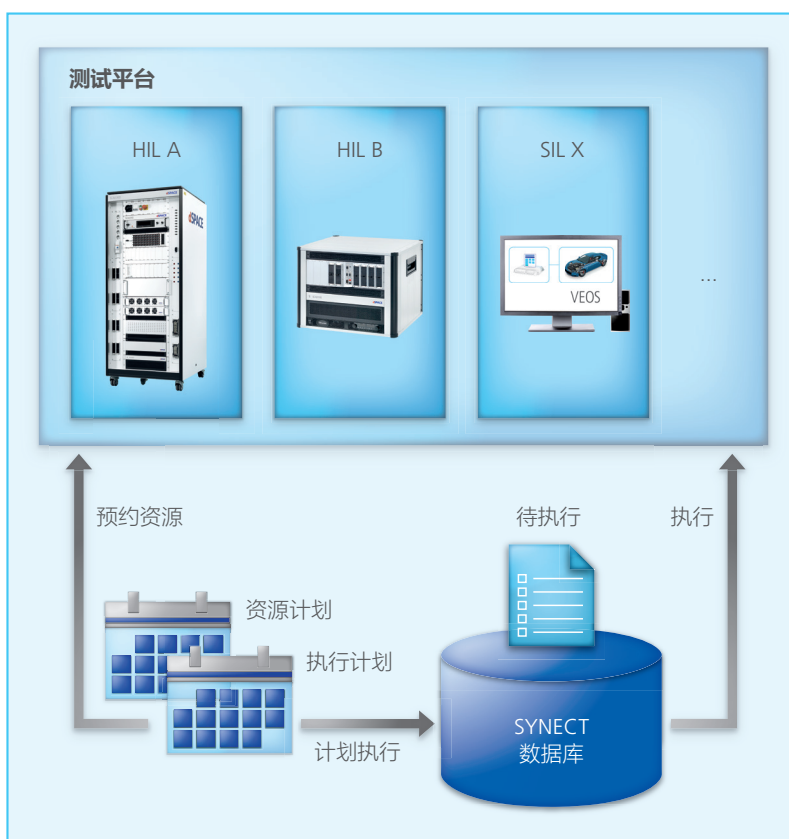 测试平台
HIL A
HIL B
SIL X
dSPACE
VEOS
…
预约资源
待执行
执行
资源计划
执行计划
计划执行
SYNECT
数据库